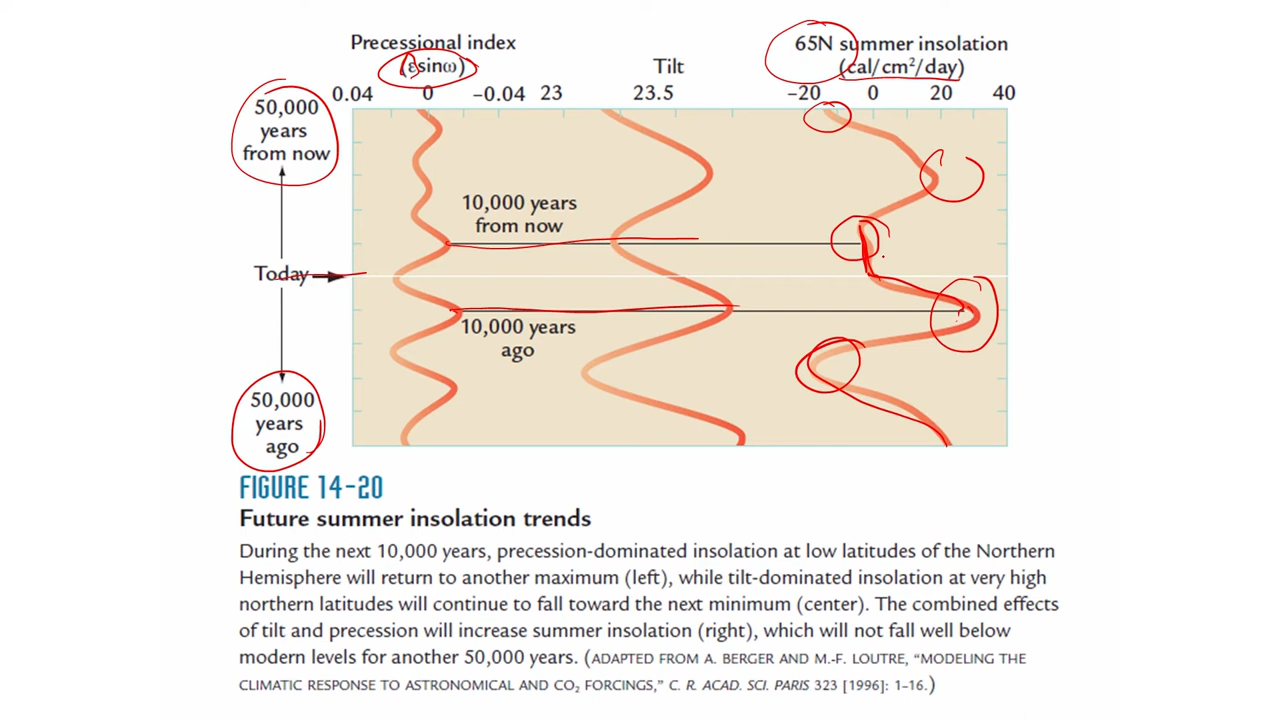 Precessional index
(εsinω)
Tilt
65N summer insolation
(cal/cm²/day)
0.04 0 −0.04 23 23.5 −20 0 20 40
50,000
years
from now
10,000 years
from now
Today
10,000 years
ago
50,000
years
ago
FIGURE 14–20
Future summer insolation trends
During the next 10,000 years, precession-dominated insolation at low latitudes of the Northern
Hemisphere will return to another maximum (left), while tilt-dominated insolation at very high
northern latitudes will continue to fall toward the next minimum (center). The combined effects
of tilt and precession will increase summer insolation (right), which will not fall well below
modern levels for another 50,000 years. (ADAPTED FROM A. BERGER AND M.-F. LOUTRE, “MODELING THE
CLIMATIC RESPONSE TO ASTRONOMICAL AND CO₂ FORCINGS,” C. R. ACAD. SCI. PARIS 323 [1996]: 1–16.)